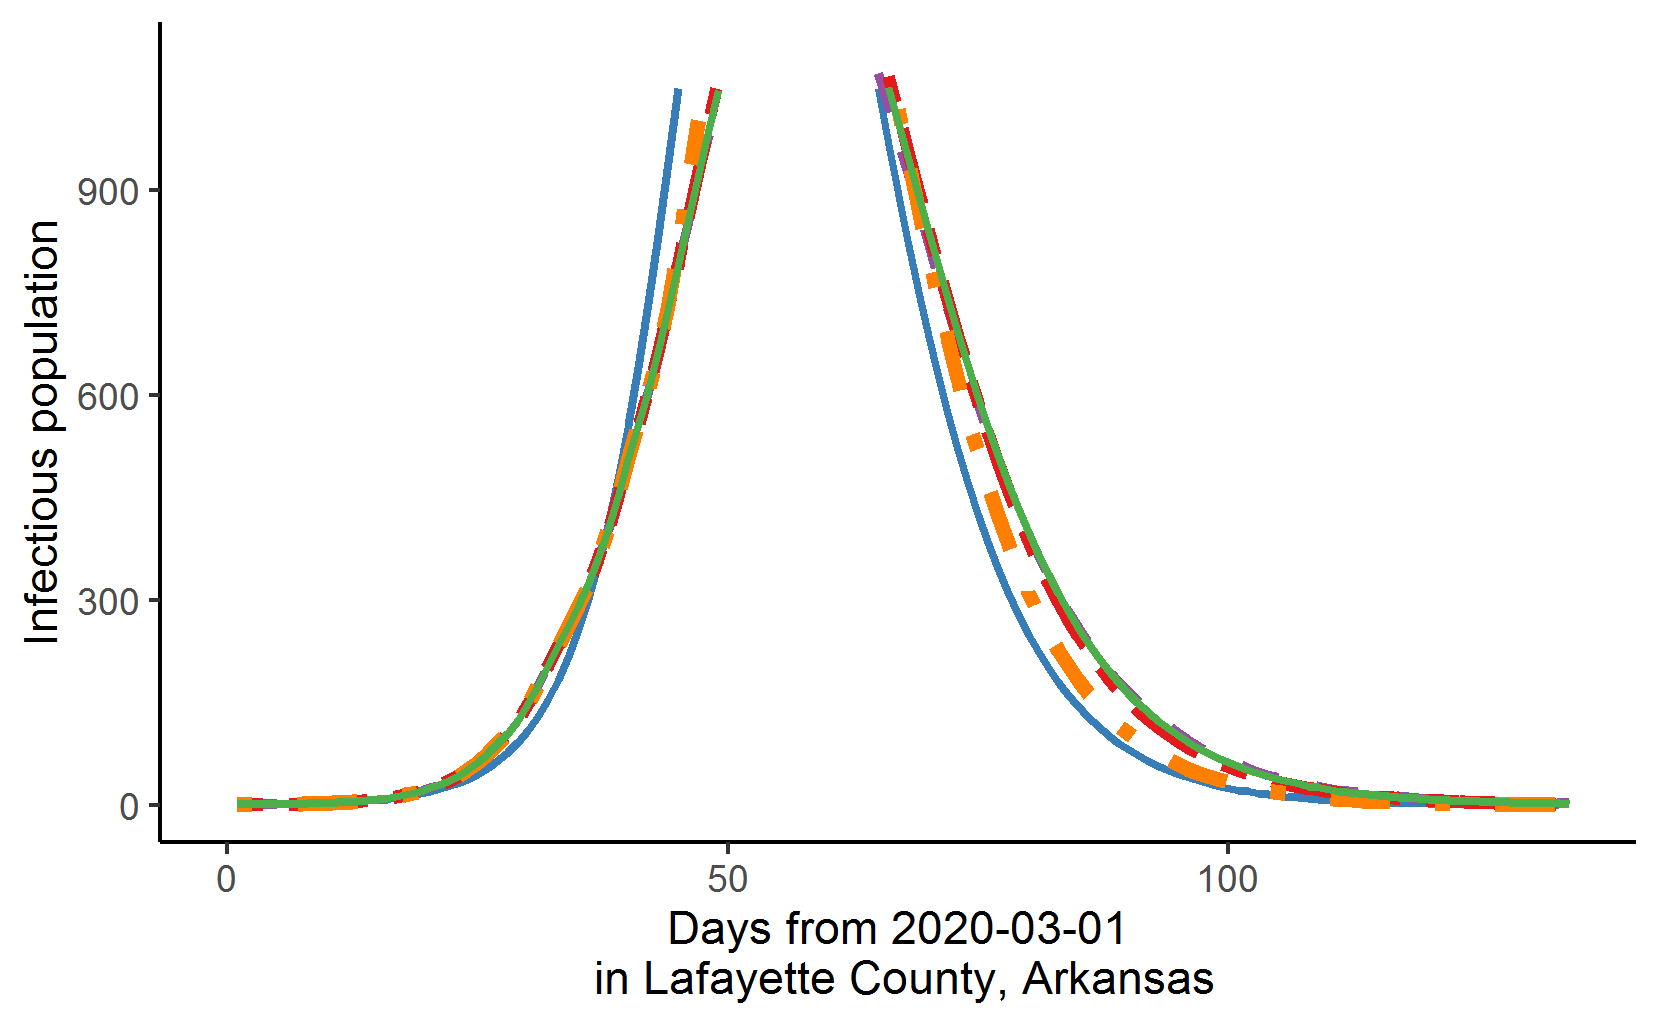 Infectious population
900
600
300
0
0
50
100
Days from 2020-03-01
in Lafayette County, Arkansas